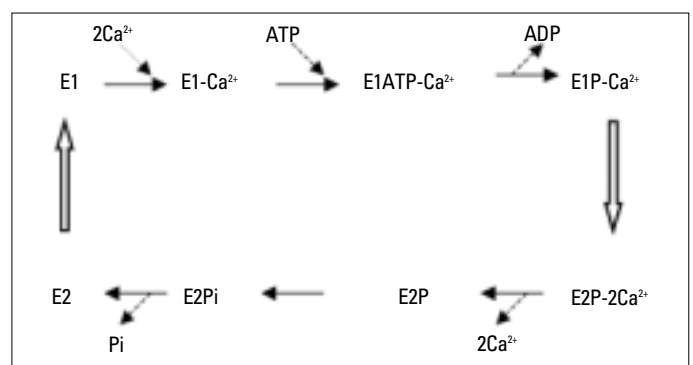 2Ca²⁺ ATP ADP
E1 E1-Ca²⁺ E1ATP-Ca²⁺ E1P-Ca²⁺
E2 E2Pi E2P E2P-2Ca²⁺
Pi 2Ca²⁺